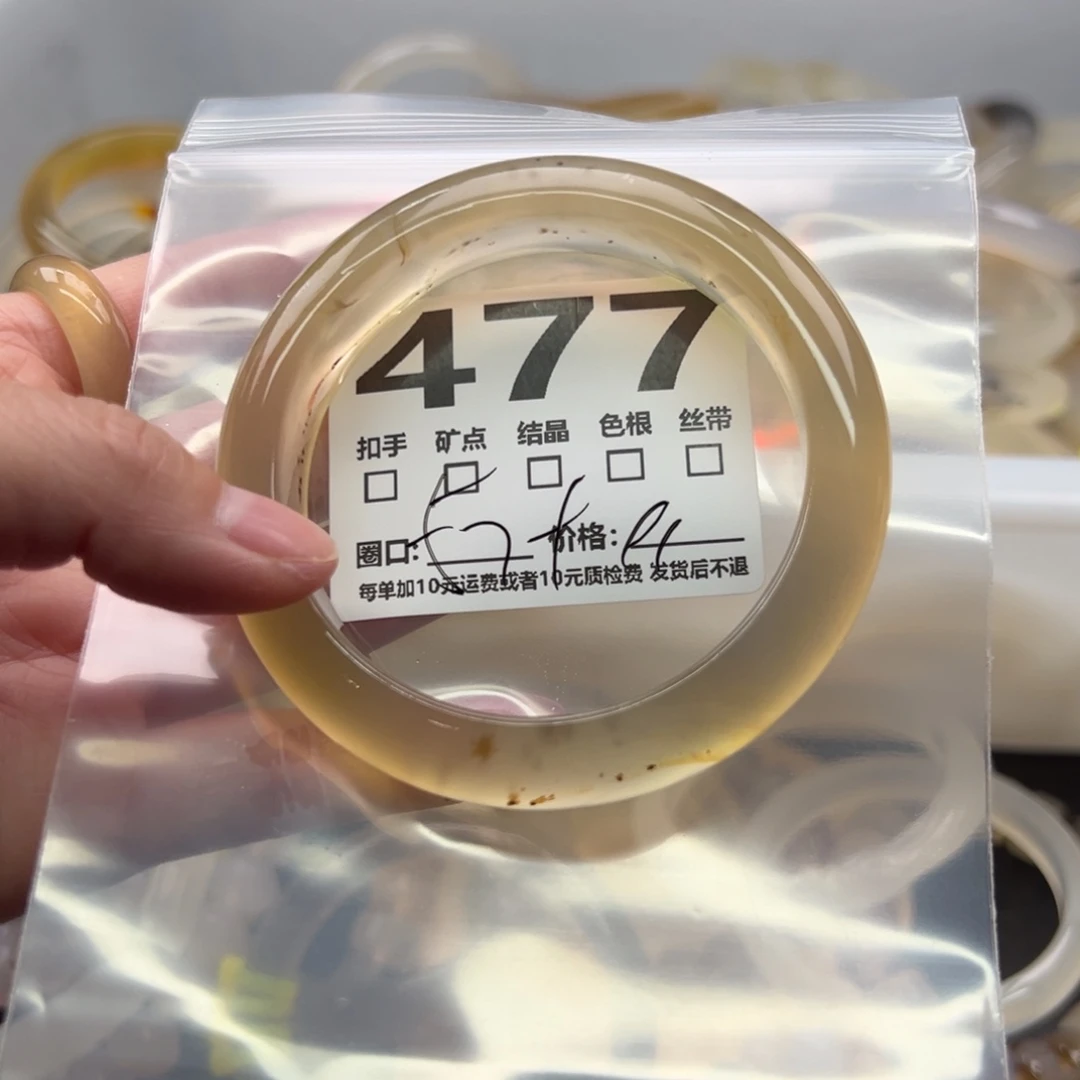 477
扣手 矿点 结晶 色根 丝带
圈口: 价格:
每单加10元运费或者10元质检费 发货后不退